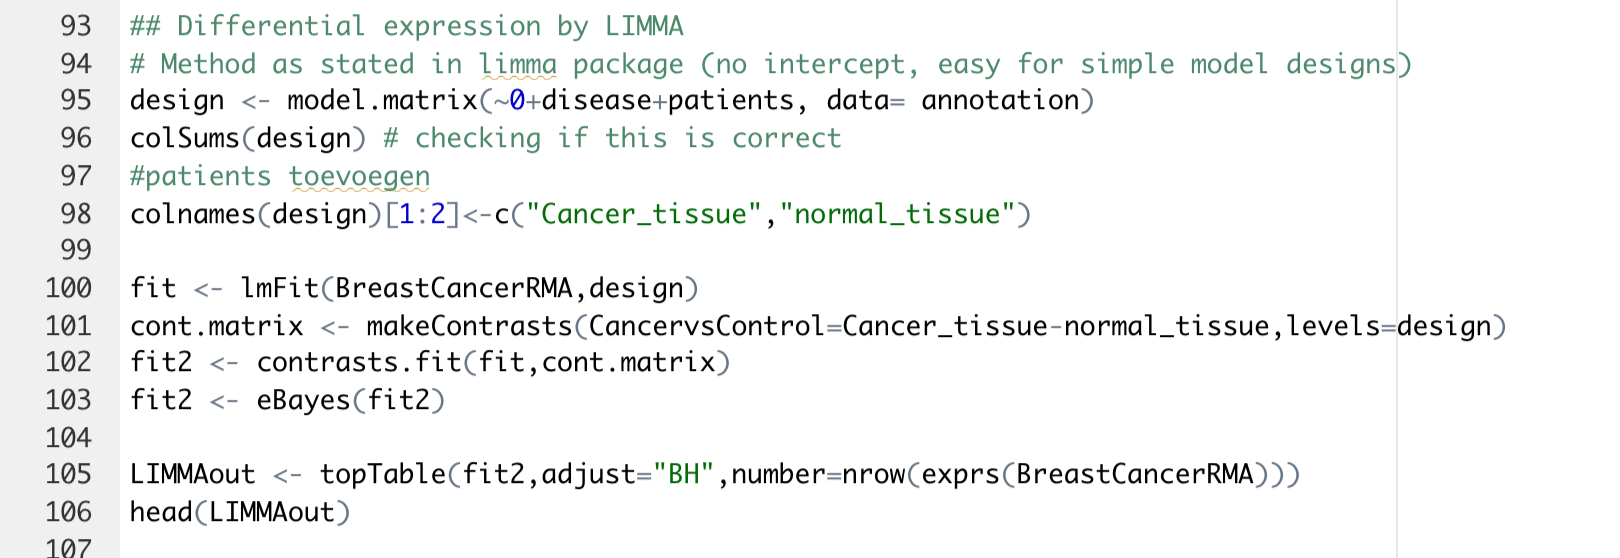 93 ## Differential expression by LIMMA
94 # Method as stated in limma package (no intercept, easy for simple model designs)
95 design <- model.matrix(~0+disease+patients, data= annotation)
96 colSums(design) # checking if this is correct
97 #patients toevoegen
98 colnames(design)[1:2]<-c("Cancer_tissue","normal_tissue")
99
100 fit <- lmFit(BreastCancerRMA,design)
101 cont.matrix <- makeContrasts(CancervsControl=Cancer_tissue-normal_tissue,levels=design)
102 fit2 <- contrasts.fit(fit,cont.matrix)
103 fit2 <- eBayes(fit2)
104
105 LIMMAout <- topTable(fit2,adjust="BH",number=nrow(exprs(BreastCancerRMA)))
106 head(LIMMAout)
107